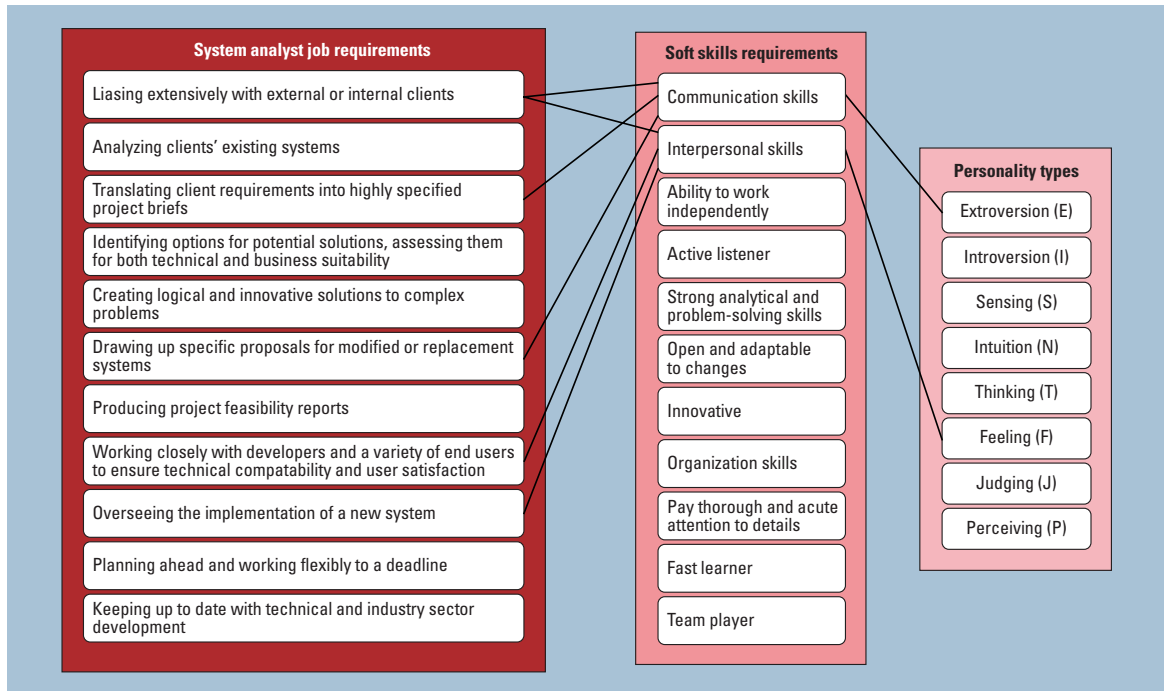 System analyst job requirements
Liasing extensively with external or internal clients
Analyzing clients' existing systems
Translating client requirements into highly specified
project briefs
Identifying options for potential solutions, assessing them
for both technical and business suitability
Creating logical and innovative solutions to complex
problems
Drawing up specific proposals for modified or replacement
systems
Producing project feasibility reports
Working closely with developers and a variety of end users
to ensure technical compatability and user satisfaction
Overseeing the implementation of a new system
Planning ahead and working flexibly to a deadline
Keeping up to date with technical and industry sector
development
Soft skills requirements
Communication skills
Interpersonal skills
Ability to work
independently
Active listener
Strong analytical and
problem-solving skills
Open and adaptable
to changes
Innovative
Organization skills
Pay thorough and acute
attention to details
Fast learner
Team player
Personality types
Extroversion (E)
Introversion (I)
Sensing (S)
Intuition (N)
Thinking (T)
Feeling (F)
Judging (J)
Perceiving (P)